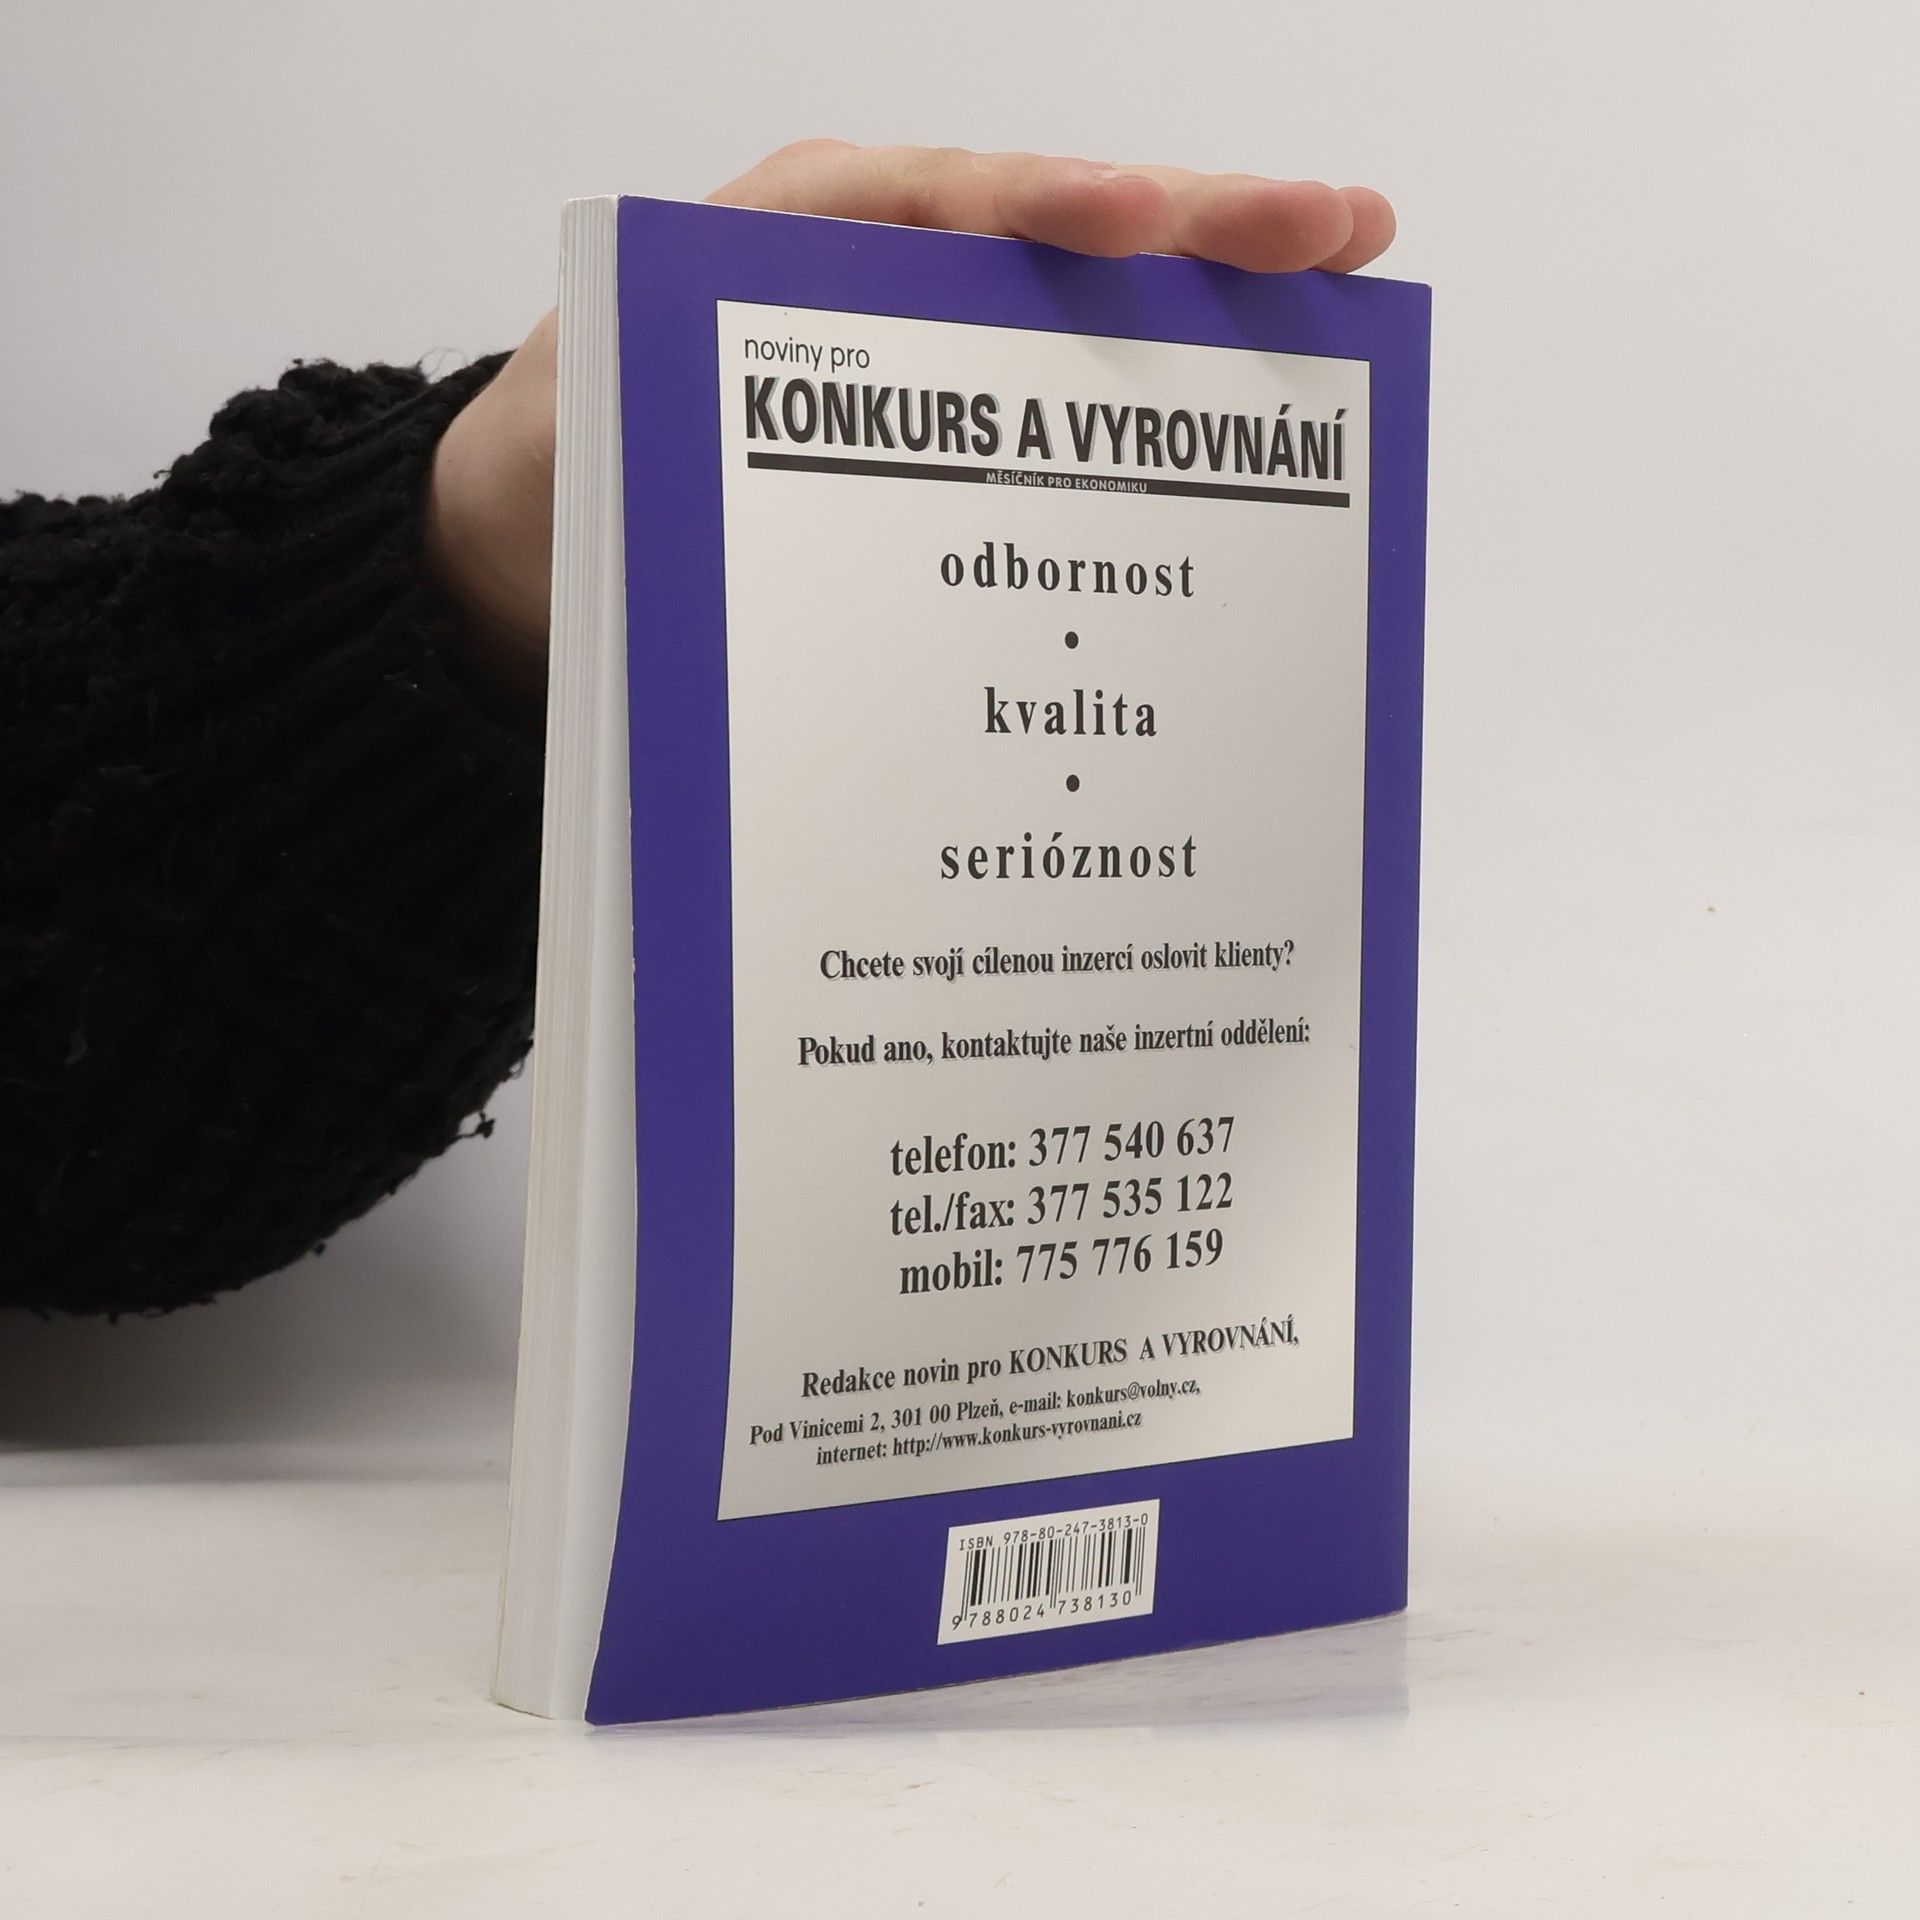 noviny pro
KONKURS A VYROVNÁNÍ
MĚSÍČNÍK PRO EKONOMIKU
odbornost
•
kvalita
•
serióznost
Chcete svojí cílenou inzercí oslovit klienty?
Pokud ano, kontaktujte naše inzertní oddělení:
telefon: 377 540 637
tel./fax: 377 535 122
mobil: 775 776 159
Redakce novin pro KONKURS A VYROVNÁNÍ,
Pod Vinicemi 2, 301 00 Plzeň, e-mail: konkurs@volny.cz,
internet: http://www.konkurs-vyrovnani.cz
ISBN 978-80-247-3813-0
9 788024 738130